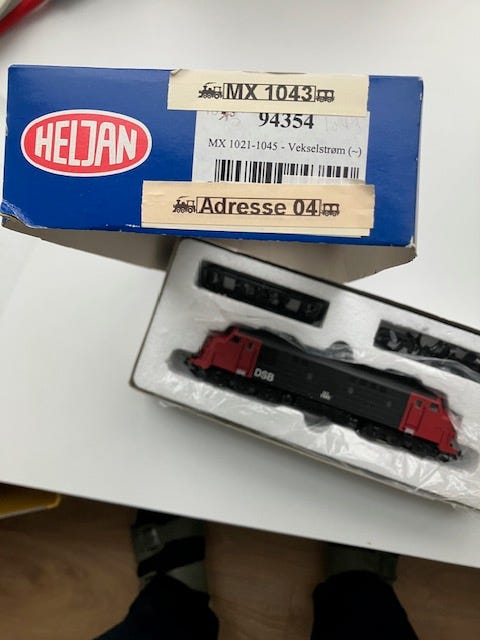 MX 1043
94354
HELJAN
MX 1021-1045 - Vekselstrøm (~)
Adresse 04
DSB